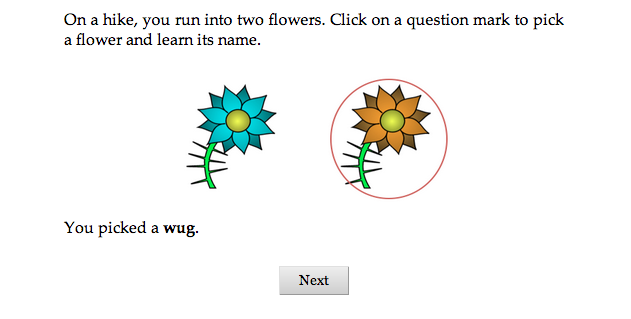 On a hike, you run into two flowers. Click on a question mark to pick
a flower and learn its name.
You picked a wug.
Next